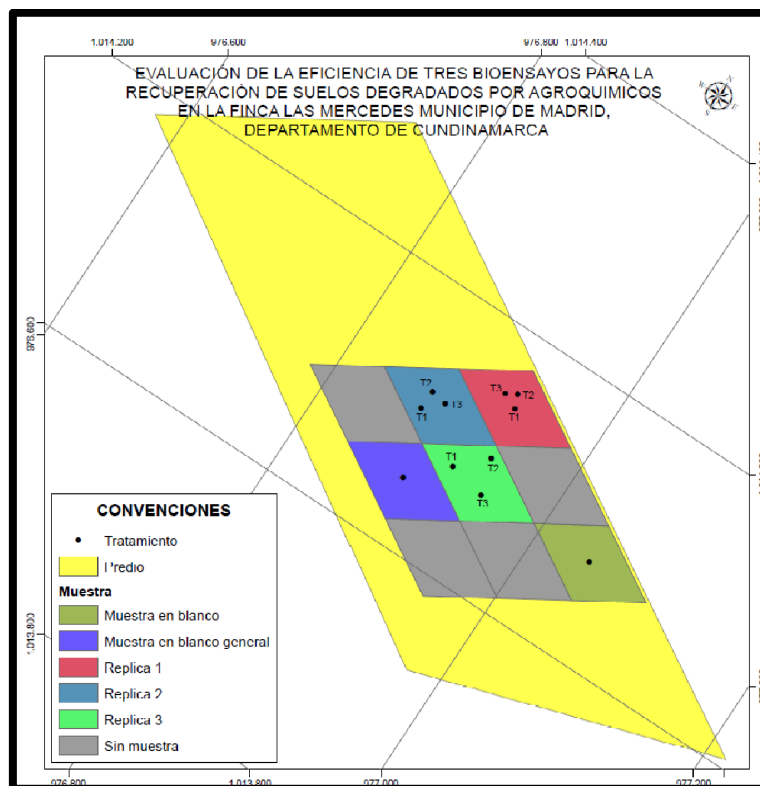 1.014.200 976.600 976.800 1.014.400
EVALUACIÓN DE LA EFICIENCIA DE TRES BIOENSAYOS PARA LA
RECUPERACIÓN DE SUELOS DEGRADADOS POR AGROQUIMICOS
EN LA FINCA LAS MERCEDES MUNICIPIO DE MADRID,
DEPARTAMENTO DE CUNDINAMARCA
T2
T3
T1
T3
T2
T1
T1
T2
T3
CONVENCIONES
Tratamiento
Predio
Muestra
Muestra en blanco
Muestra en blanco general
Replica 1
Replica 2
Replica 3
Sin muestra
1.013.800
976.800 1.013.800 977.000 977.200